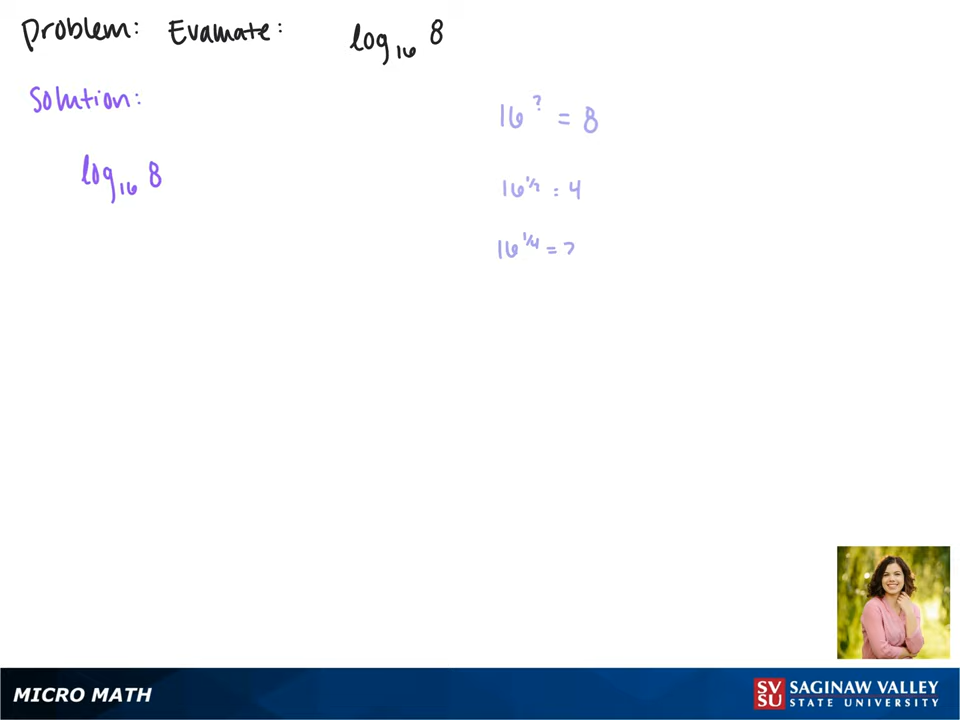 Problem: Evaluate: log₁₆ 8
Solution:
log₁₆ 8
16^? = 8
16^1/2 = 4
16^1/4 = 2
MICRO MATH
SV SU SAGINAW VALLEY
STATE UNIVERSITY